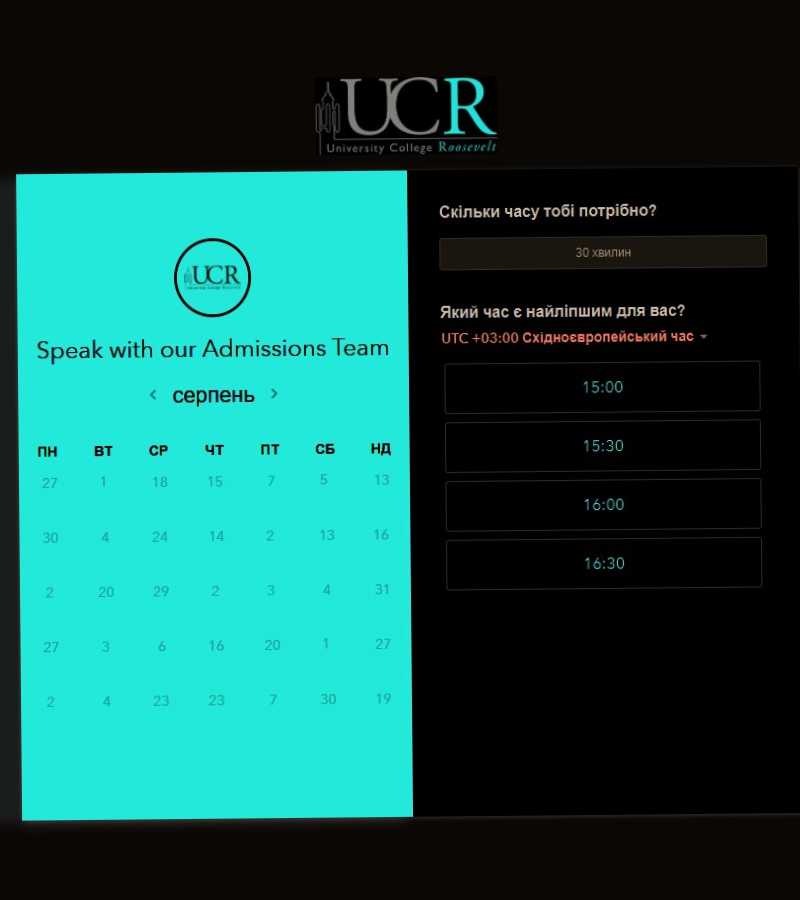 UCR
University College Roosevelt
UCR
University College Roosevelt
Speak with our Admissions Team
серпень
ПН ВТ СР ЧТ ПТ СБ НД
27 1 18 15 7 5 13
30 4 24 14 2 13 16
2 20 29 2 3 4 31
27 3 6 16 20 1 27
2 4 23 23 7 30 19
Скільки часу тобі потрібно?
30 хвилин
Який час є найліпшим для вас?
UTC +03:00 Східноєвропейський час
15:00
15:30
16:00
16:30